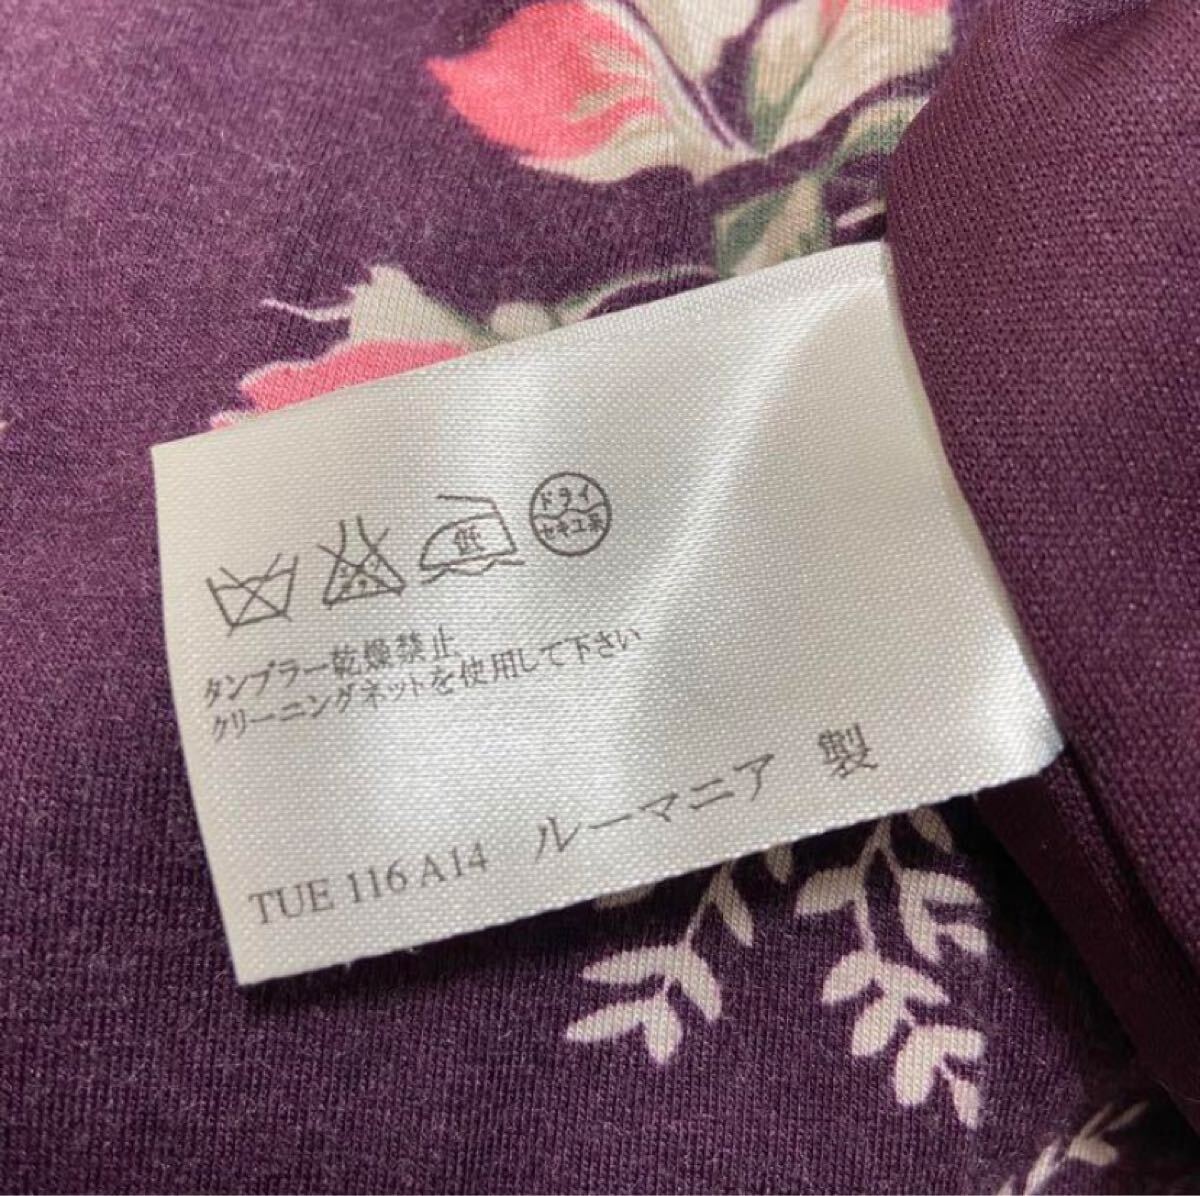 低
ドライ
セキユ系
タンブラー乾燥禁止
クリーニングネットを使用して下さい
TUE 116 A14 ルーマニア 製